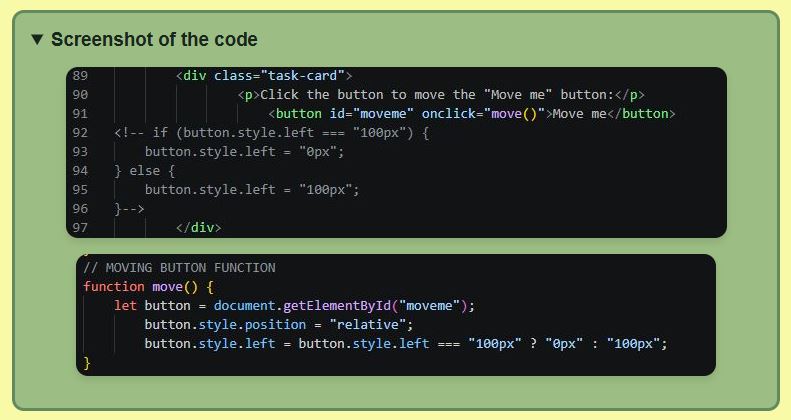 ▼ Screenshot of the code
89 <div class="task-card">
90 <p>Click the button to move the "Move me" button:</p>
91 <button id="moveme" onclick="move()">Move me</button>
92 <!-- if (button.style.left === "100px") {
93 button.style.left = "0px";
94 } else {
95 button.style.left = "100px";
96 }-->
97 </div>
// MOVING BUTTON FUNCTION
function move() {
let button = document.getElementById("moveme");
button.style.position = "relative";
button.style.left = button.style.left === "100px" ? "0px" : "100px";
}